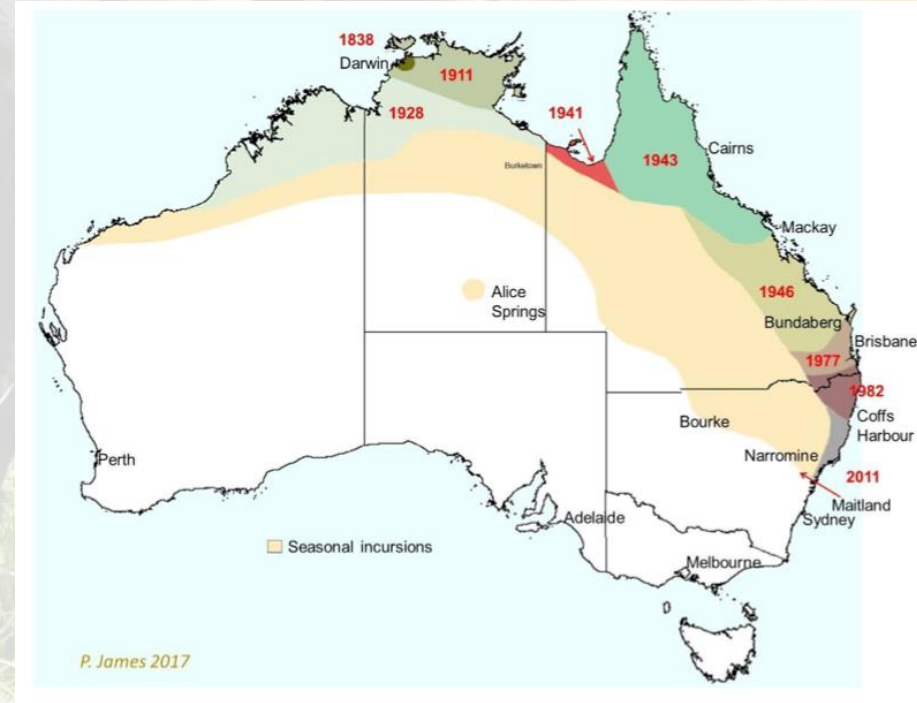 1838
Darwin
1911
1928
1941
Burketown
1943
Cairns
Mackay
1946
Alice
Springs
Bundaberg
Brisbane
1977
1982
Coffs
Harbour
Bourke
Narromine
2011
Maitland
Sydney
Perth
Adelaide
Seasonal incursions
Melbourne
P. James 2017